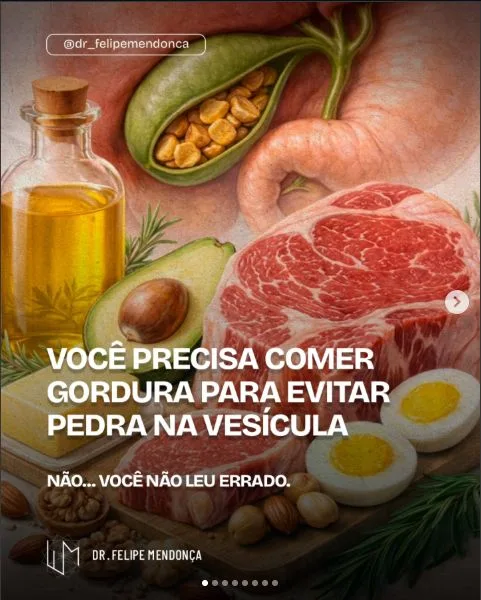 @dr_felipemendonca
VOCÊ PRECISA COMER
GORDURA PARA EVITAR
PEDRA NA VESÍCULA
NÃO... VOCÊ NÃO LEU ERRADO.
DR. FELIPE MENDONÇA